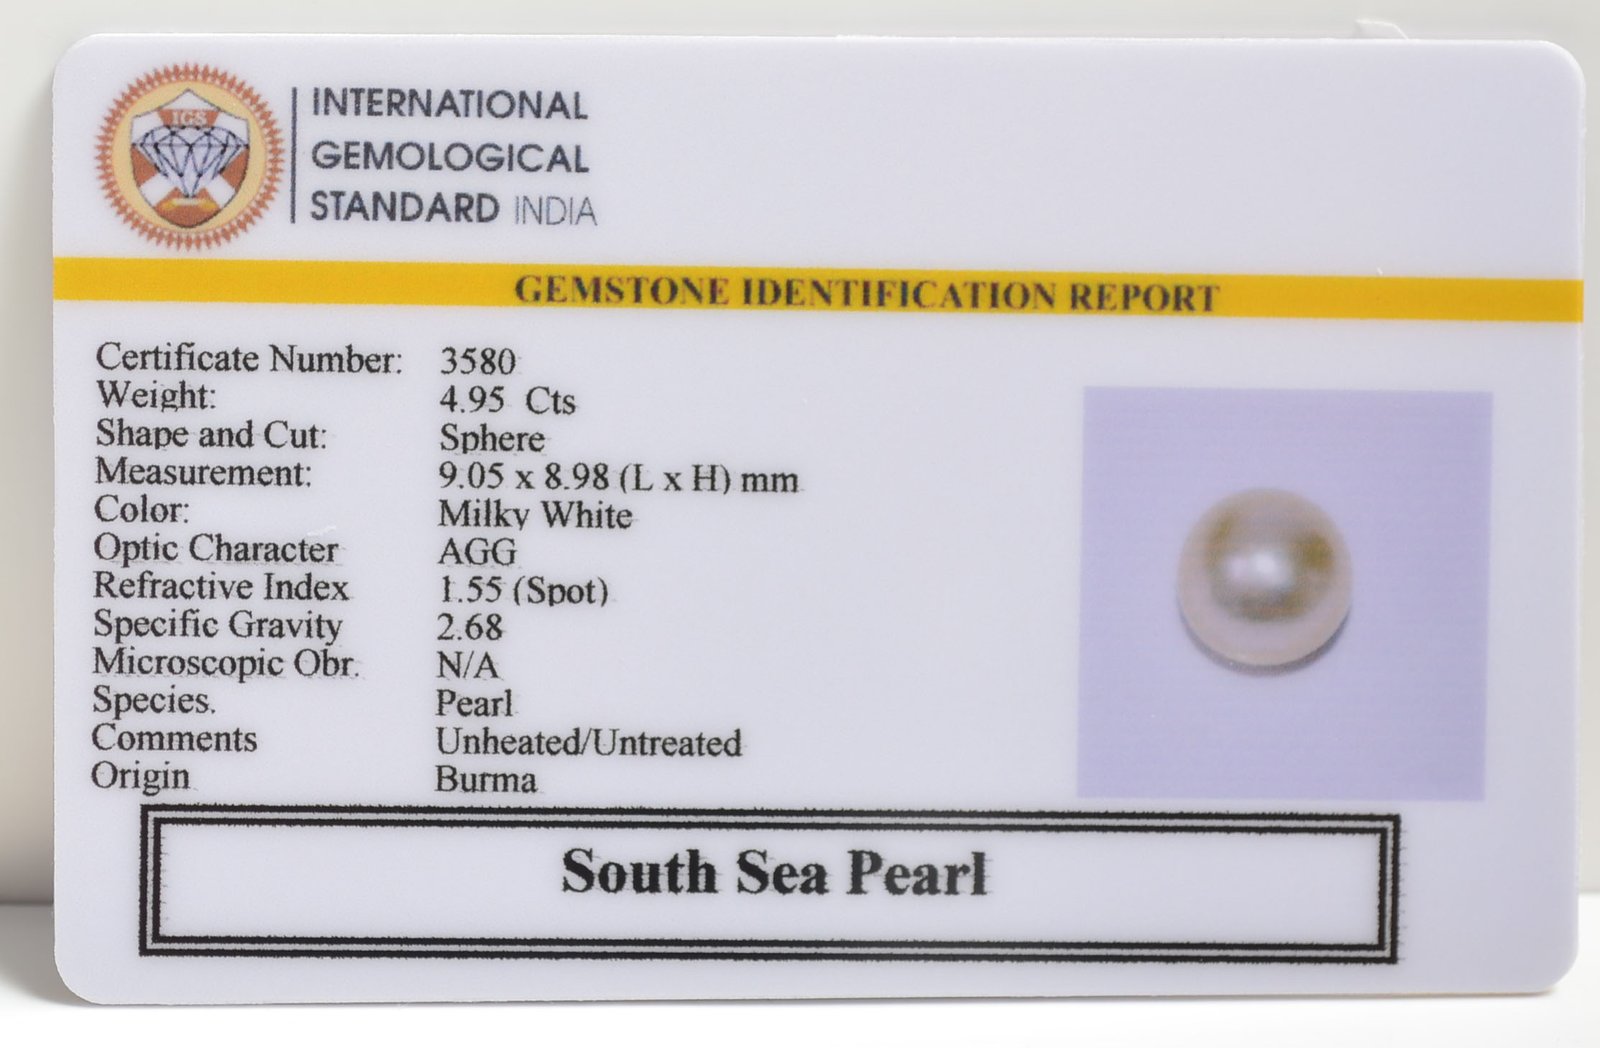 IGS
INTERNATIONAL
GEMOLOGICAL
STANDARD INDIA
GEMSTONE IDENTIFICATION REPORT
Certificate Number: 3580
Weight: 4.95 Cts
Shape and Cut: Sphere
Measurement: 9.05 x 8.98 (L x H) mm
Color: Milky White
Optic Character AGG
Refractive Index 1.55 (Spot)
Specific Gravity 2.68
Microscopic Obr. N/A
Species. Pearl
Comments Unheated/Untreated
Origin Burma
South Sea Pearl